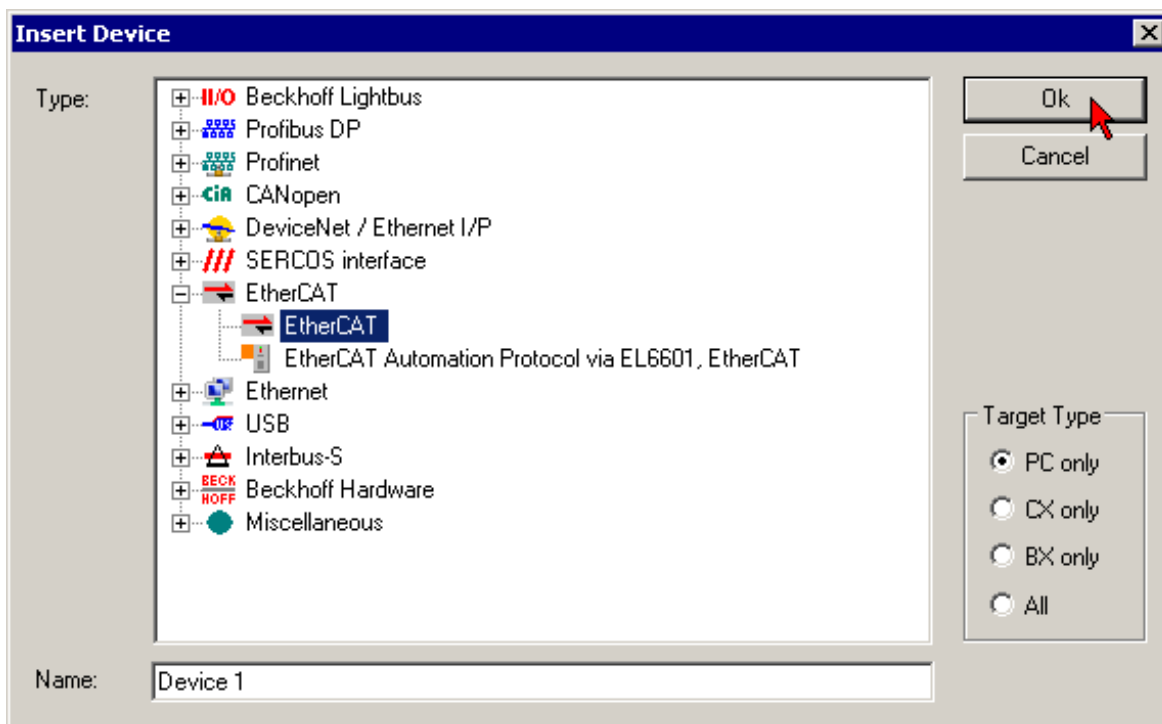 Insert Device
Type:
II/O Beckhoff Lightbus
Profibus DP
Profinet
CiA CANopen
DeviceNet / Ethernet I/P
SERCOS interface
EtherCAT
EtherCAT
EtherCAT Automation Protocol via EL6601, EtherCAT
Ethernet
USB
Interbus-S
BECK
HOFF
Beckhoff Hardware
Miscellaneous
Ok
Cancel
Target Type
PC only
CX only
BX only
All
Name:
Device 1